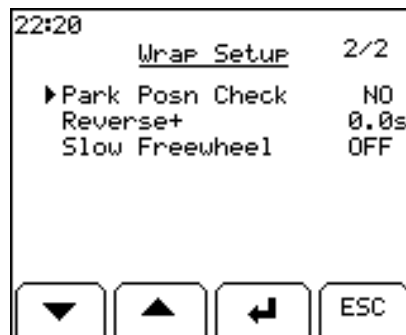 22:20
Wrap Setup 2/2
Park Posn Check NO
Reverse+ 0.0s
Slow Freewheel OFF
ESC